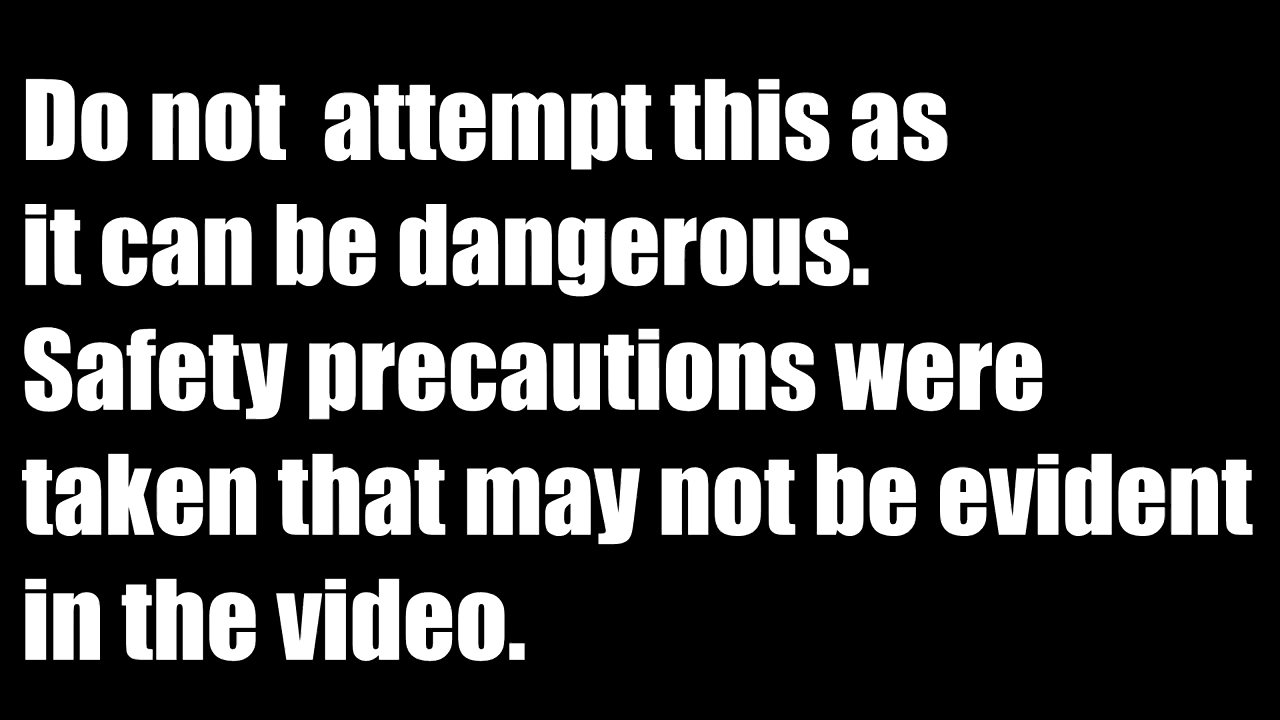 Do not  attempt this as
it can be dangerous.
Safety precautions were
taken that may not be evident
in the video.